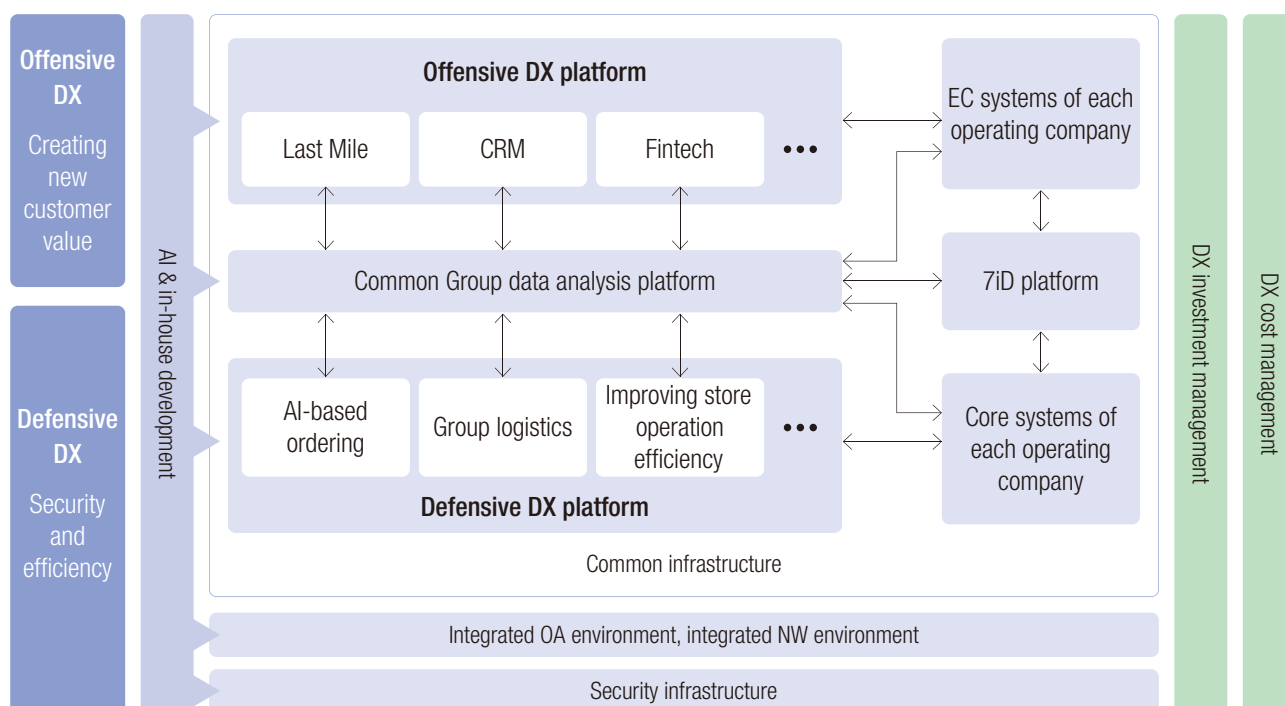 Offensive
DX
Creating
new
customer
value
Defensive
DX
Security
and
efficiency
AI & in-house development
Offensive DX platform
Last Mile
CRM
Fintech
•••
Common Group data analysis platform
AI-based
ordering
Group logistics
Improving store
operation
efficiency
•••
Defensive DX platform
EC systems of each
operating company
7iD platform
Core systems of
each operating
company
Common infrastructure
Integrated OA environment, integrated NW environment
Security infrastructure
DX investment management
DX cost management